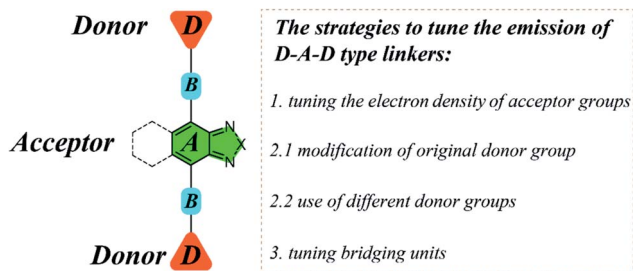 Donor
D
B
Acceptor
A
N
X
N
B
Donor
D
The strategies to tune the emission of
D-A-D type linkers:
1. tuning the electron density of acceptor groups
2.1 modification of original donor group
2.2 use of different donor groups
3. tuning bridging units